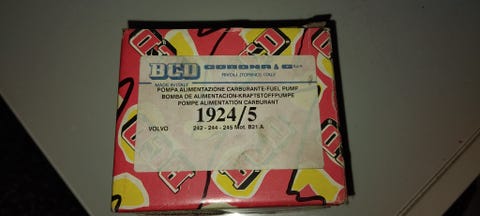 BCD CORONA & C
RIVOLI (TORINO) ITALY
MADE IN ITALY
POMPA ALIMENTAZIONE CARBURANTE-FUEL PUMP
BOMBA DE ALIMENTACION-KRAFTSTOFFPUMPE
POMPE ALIMENTATION CARBURANT
1924/5
VOLVO 242 - 244 - 245 Mot. B21.A